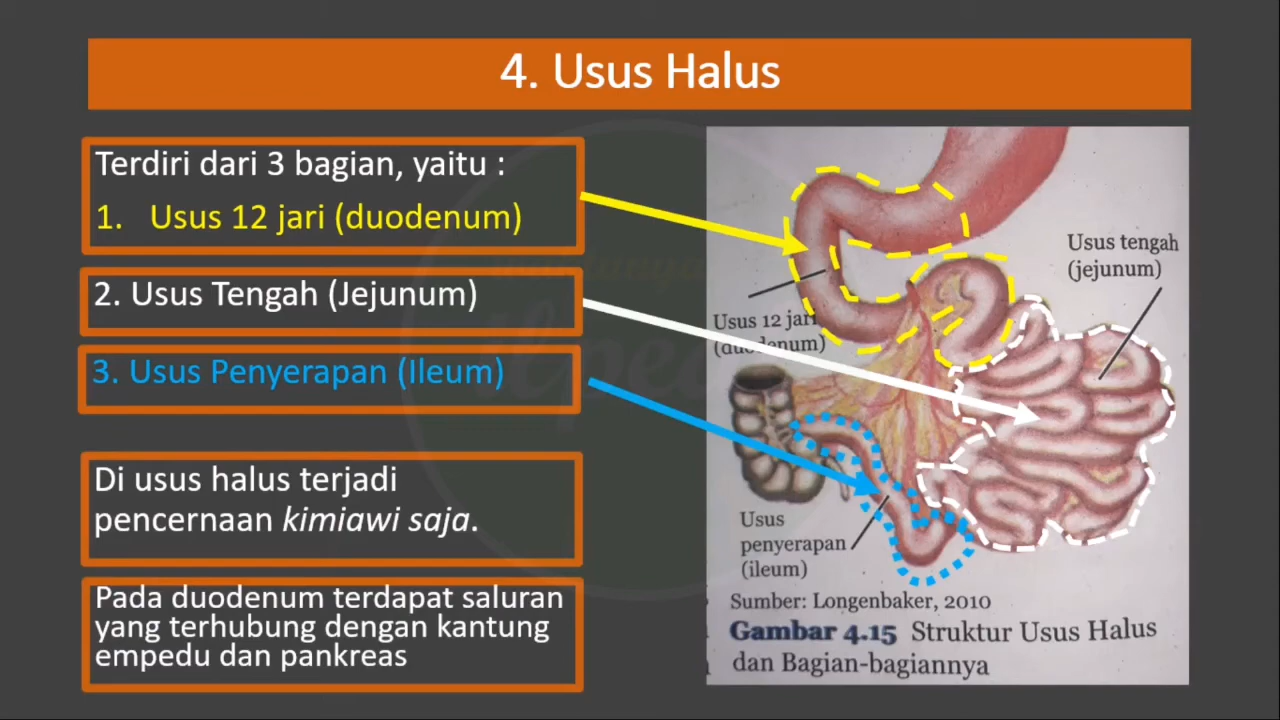 4. Usus Halus
Terdiri dari 3 bagian, yaitu :
1. Usus 12 jari (duodenum)
2. Usus Tengah (Jejunum)
3. Usus Penyerapan (Ileum)
Di usus halus terjadi
pencernaan kimiawi saja.
Pada duodenum terdapat saluran
yang terhubung dengan kantung
empedu dan pankreas
Usus tengah
(jejunum)
Usus 12 jari
(duodenum)
Usus
penyerapan
(ileum)
Sumber: Longenbaker, 2010
Gambar 4.15 Struktur Usus Halus
dan Bagian-bagiannya